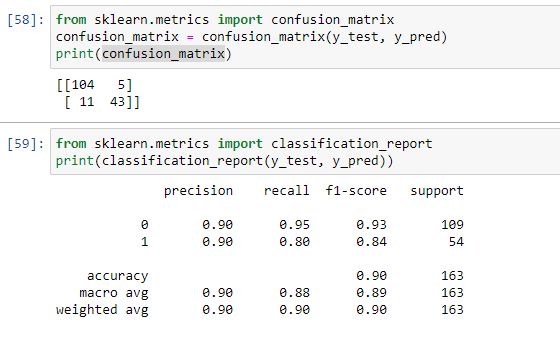 [58]: from sklearn.metrics import confusion_matrix
confusion_matrix = confusion_matrix(y_test, y_pred)
print(confusion_matrix)
[[104   5]
 [ 11  43]]
[59]: from sklearn.metrics import classification_report
print(classification_report(y_test, y_pred))
precision    recall  f1-score   support
0       0.90      0.95      0.93       109
1       0.90      0.80      0.84        54
accuracy                           0.90       163
macro avg       0.90      0.88      0.89       163
weighted avg       0.90      0.90      0.90       163